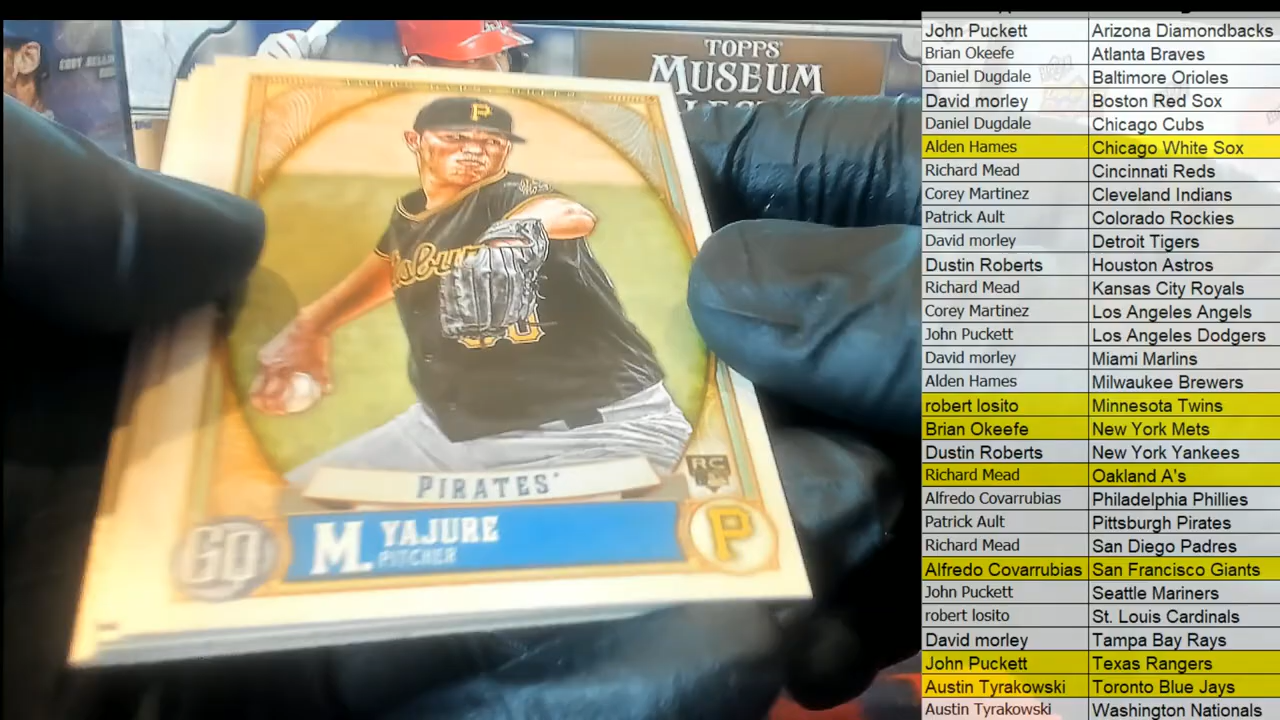 TOPPS
MUSEUM
P
PIRATES
RC
GQ
M. YAJURE
PITCHER
P
John Puckett Arizona Diamondbacks
Brian Okeefe Atlanta Braves
Daniel Dugdale Baltimore Orioles
David morley Boston Red Sox
Daniel Dugdale Chicago Cubs
Alden Hames Chicago White Sox
Richard Mead Cincinnati Reds
Corey Martinez Cleveland Indians
Patrick Ault Colorado Rockies
David morley Detroit Tigers
Dustin Roberts Houston Astros
Richard Mead Kansas City Royals
Corey Martinez Los Angeles Angels
John Puckett Los Angeles Dodgers
David morley Miami Marlins
Alden Hames Milwaukee Brewers
robert losito Minnesota Twins
Brian Okeefe New York Mets
Dustin Roberts New York Yankees
Richard Mead Oakland A's
Alfredo Covarrubias Philadelphia Phillies
Patrick Ault Pittsburgh Pirates
Richard Mead San Diego Padres
Alfredo Covarrubias San Francisco Giants
John Puckett Seattle Mariners
robert losito St. Louis Cardinals
David morley Tampa Bay Rays
John Puckett Texas Rangers
Austin Tyrakowski Toronto Blue Jays
Austin Tyrakowski Washington Nationals